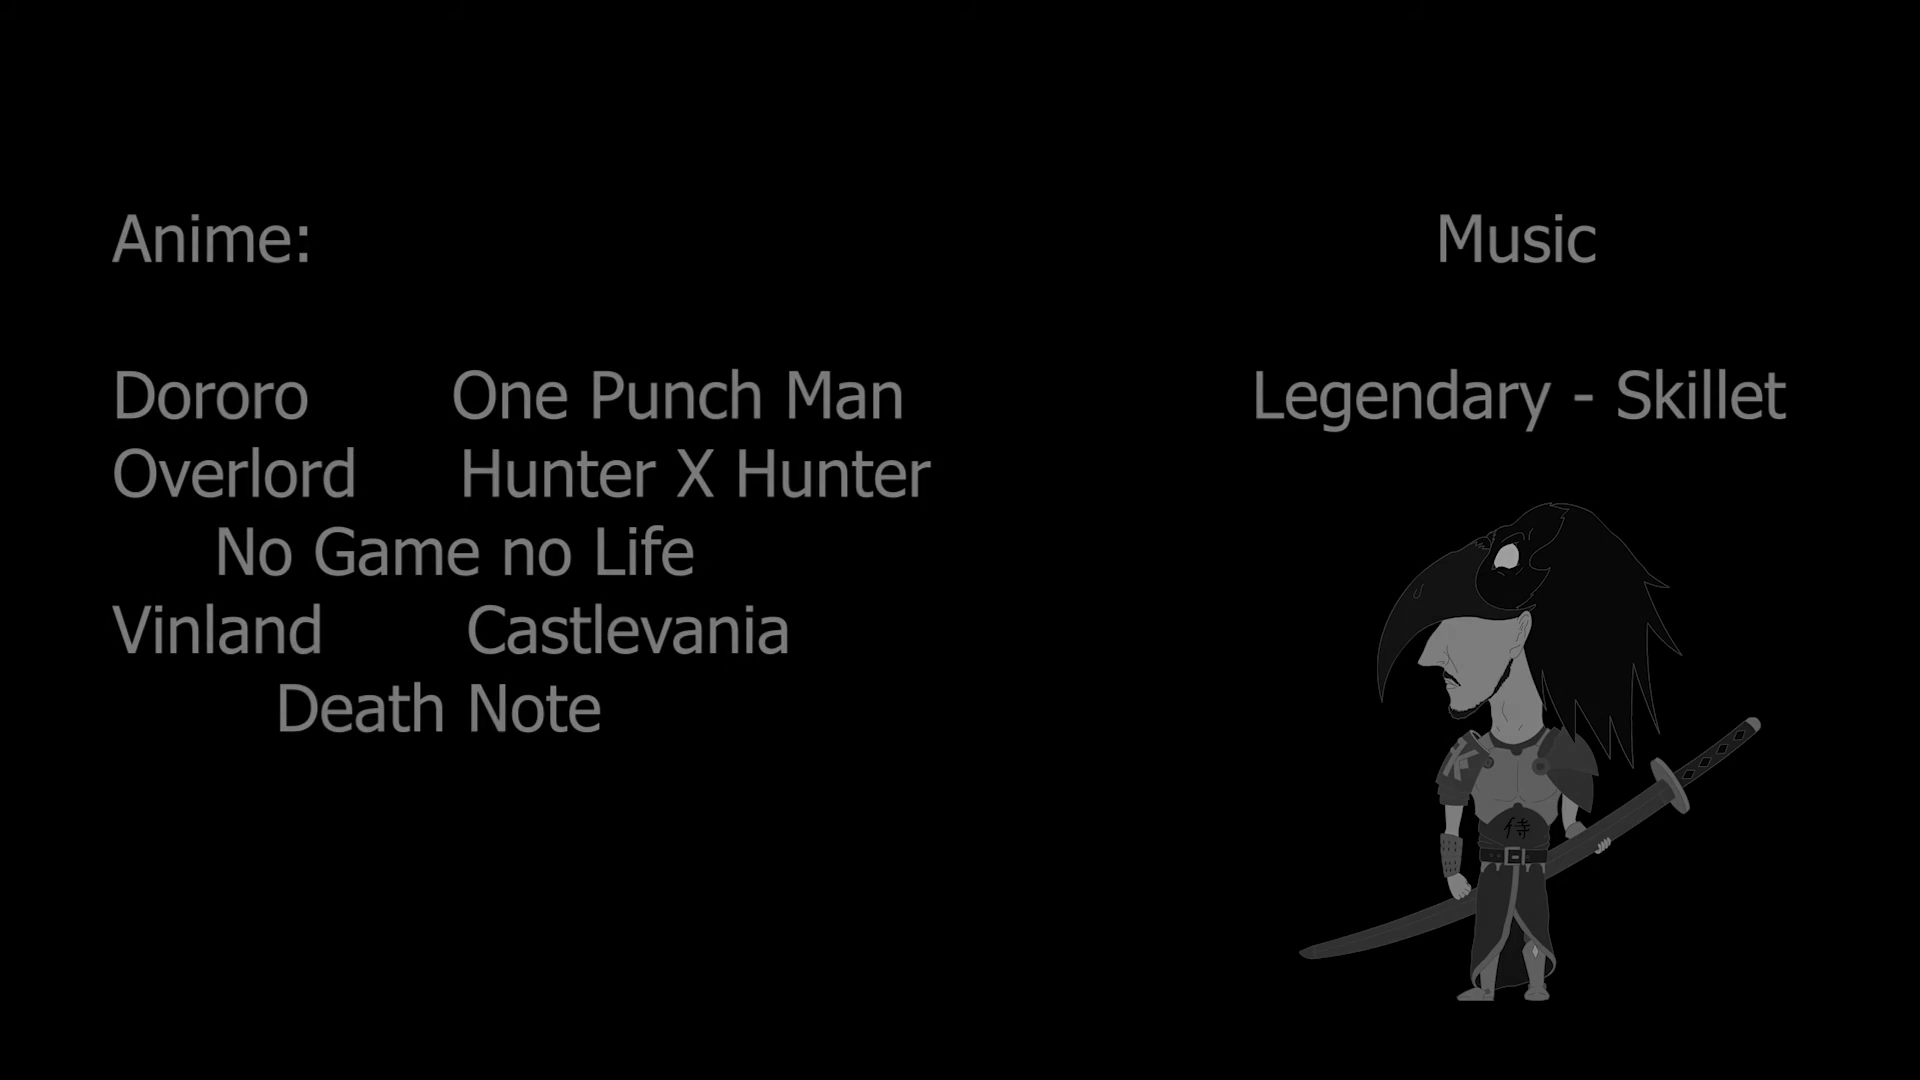 Anime:
Music
Dororo One Punch Man
Legendary - Skillet
Overlord Hunter X Hunter
No Game no Life
Vinland Castlevania
Death Note
侍